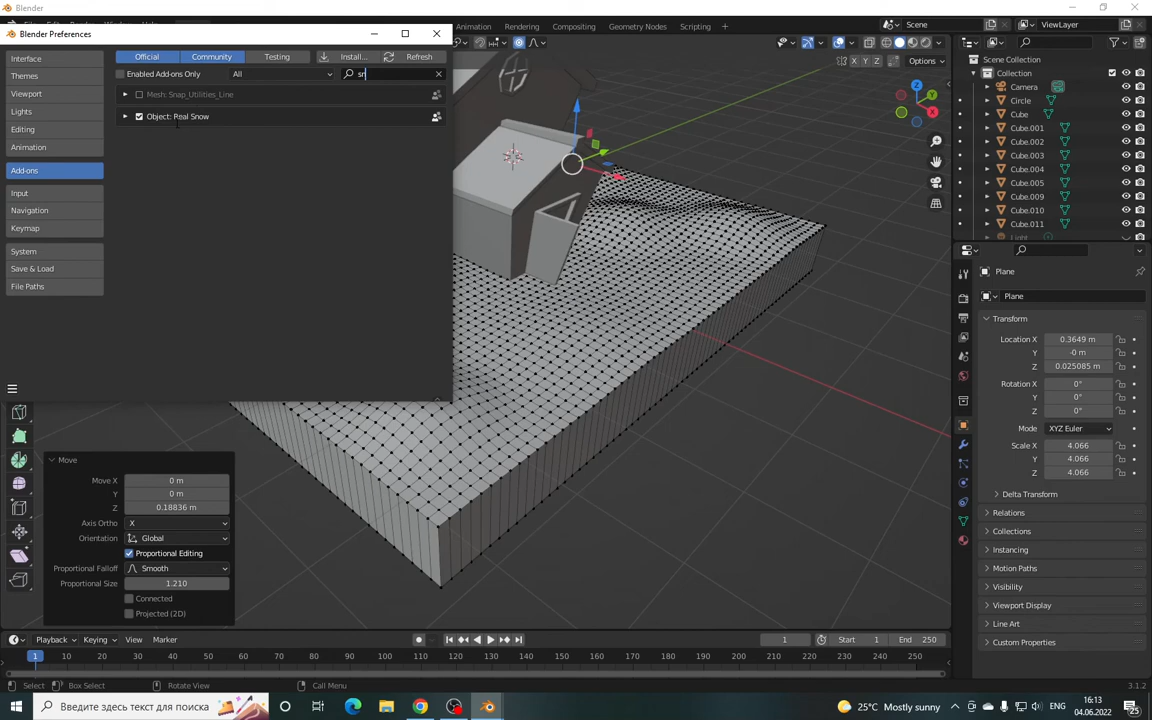 Blender
Blender Preferences
Animation Rendering Compositing Geometry Nodes Scripting
Scene
ViewLayer
Interface
Themes
Viewport
Lights
Editing
Animation
Add-ons
Input
Navigation
Keymap
System
Save & Load
File Paths
Official Community Testing Install... Refresh
Enabled Add-ons Only All sn
Mesh: Snap_Utilities_Line
Object: Real Snow
X Y Z Options
Z
Y
X
Scene Collection
Collection
Camera
Circle
Cube
Cube.001
Cube.002
Cube.003
Cube.004
Cube.005
Cube.009
Cube.010
Cube.011
Light
Plane
Plane
Transform
Location X 0.3649 m
Y -0 m
Z 0.025085 m
Rotation X 0°
Y 0°
Z 0°
Mode XYZ Euler
Scale X 4.066
Y 4.066
Z 4.066
Delta Transform
Relations
Collections
Instancing
Motion Paths
Visibility
Viewport Display
Line Art
Custom Properties
Move
Move X 0 m
Y 0 m
Z 0.18836 m
Axis Ortho X
Orientation Global
Proportional Editing
Proportional Falloff Smooth
Proportional Size 1.210
Connected
Projected (2D)
Playback Keying View Marker
1 Start 1 End 250
1 10 20 30 40 50 60 70 80 90 100 110 120 130 140 150 160 170 180 190 200 210 220 230 240 250
Select Box Select Rotate View Call Menu 3.1.2
Введите здесь текст для поиска
25°C Mostly sunny
ENG
16:13
04.06.2022
25